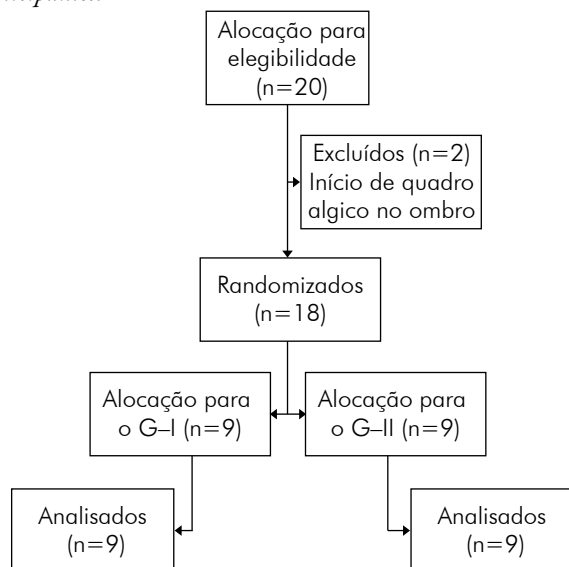 Alocação para
elegibilidade
(n=20)
Excluídos (n=2)
Início de quadro
algico no ombro
Randomizados
(n=18)
Alocação para
o G–I (n=9)
Alocação para
o G–II (n=9)
Analisados
(n=9)
Analisados
(n=9)